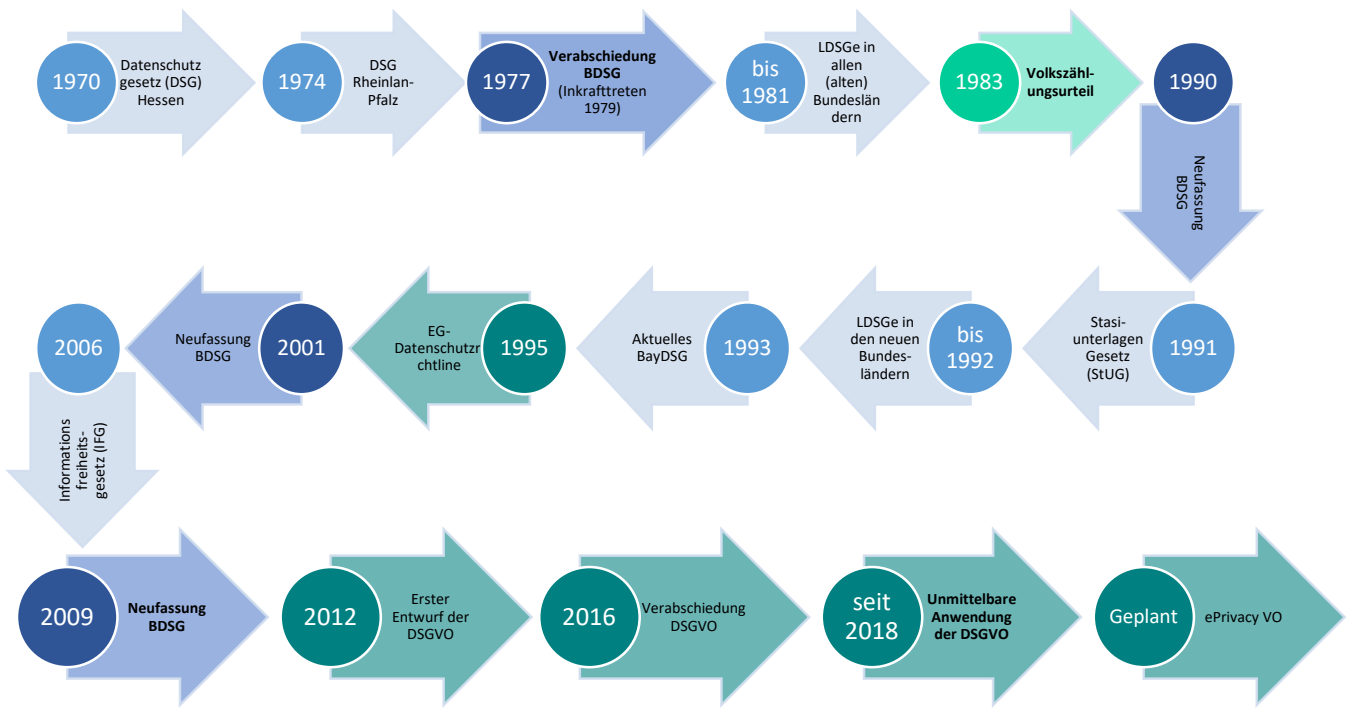 1970
Datenschutz
gesetz (DSG)
Hessen
1974
DSG
Rheinlan-
Pfalz
1977
Verabschiedung
BDSG
(Inkrafttreten
1979)
bis
1981
LDSGe in
allen
(alten)
Bundeslän
dern
1983
Volkszähl-
ungsurteil
1990
Neufassung
BDSG
1991
Stasi-
unterlagen
Gesetz
(StUG)
bis
1992
LDSGe in
den neuen
Bundes-
ländern
1993
Aktuelles
BayDSG
1995
EG-
Datenschutzr
ichtline
2001
Neufassung
BDSG
2006
Informations
freiheits-
gesetz (IFG)
2009
Neufassung
BDSG
2012
Erster
Entwurf der
DSGVO
2016
Verabschiedung
DSGVO
seit
2018
Unmittelbare
Anwendung
der DSGVO
Geplant
ePrivacy VO